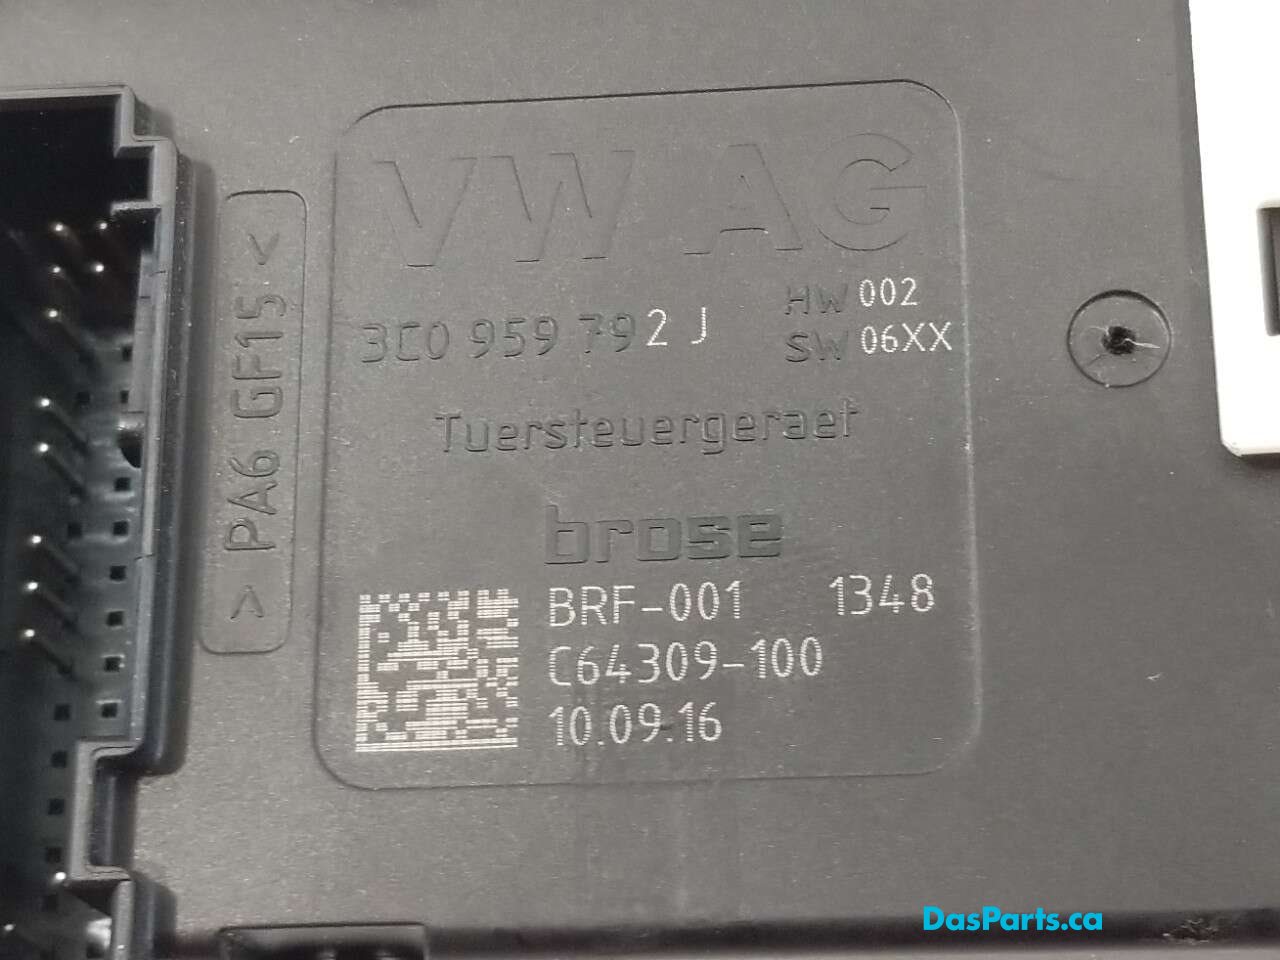 VW AG
HW 002
3C0 959 792 J
SW 06XX
Tuersteuergeraet
brose
BRF-001 1348
C64309-100
10.09.16
> PA6 GF15 <
DasParts.ca